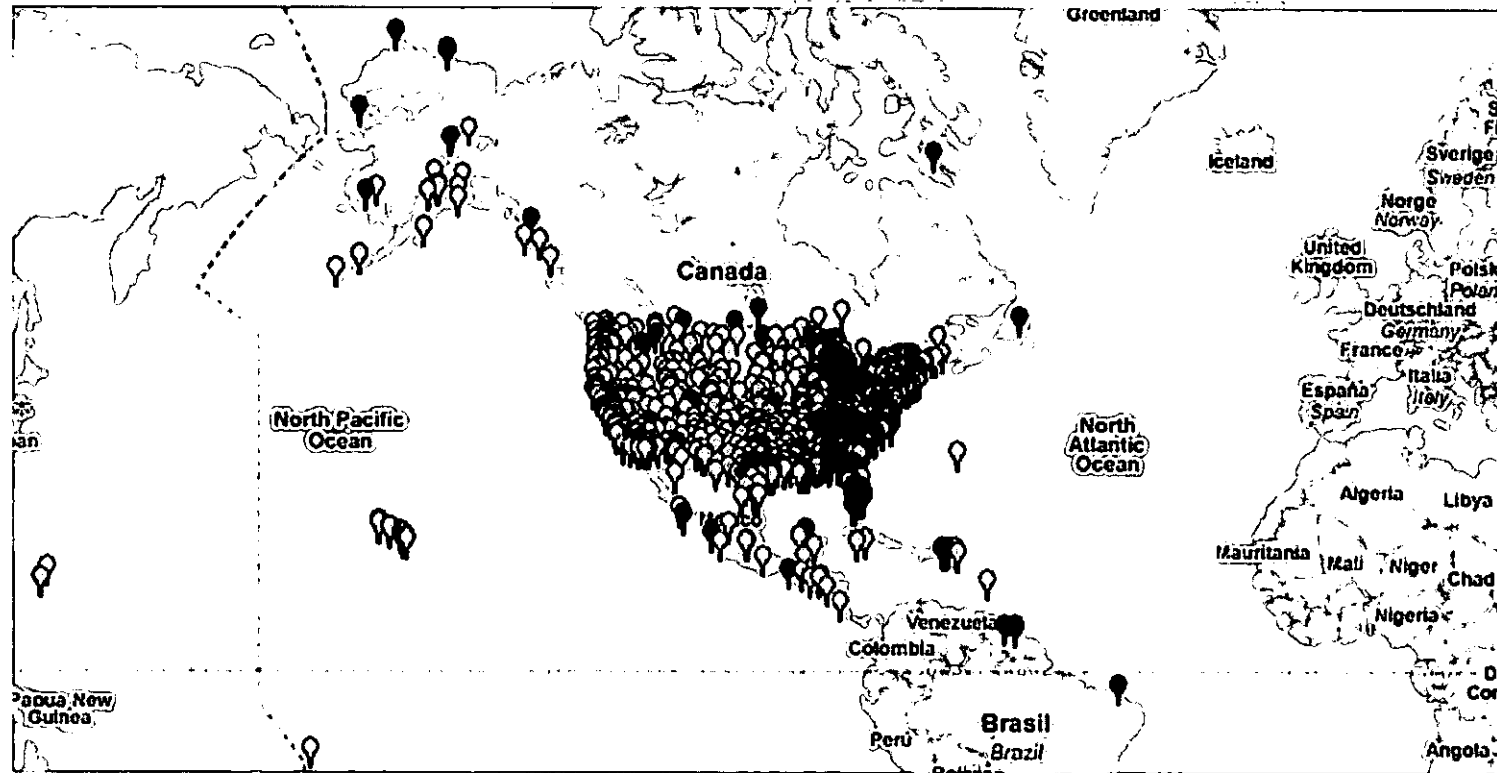 Greenland
Iceland
Sverige
Sweden
Norge
Norway
United
Kingdom
Canada
Deutschland
Germany
France
Italia
Italy
España
Spain
North Pacific
Ocean
North
Atlantic
Ocean
Algeria
Libya
Mauritania
Mali
Niger
Chad
Nigeria
Venezuela
Colombia
Papua New
Guinea
Brasil
Brazil
Peru
Angola